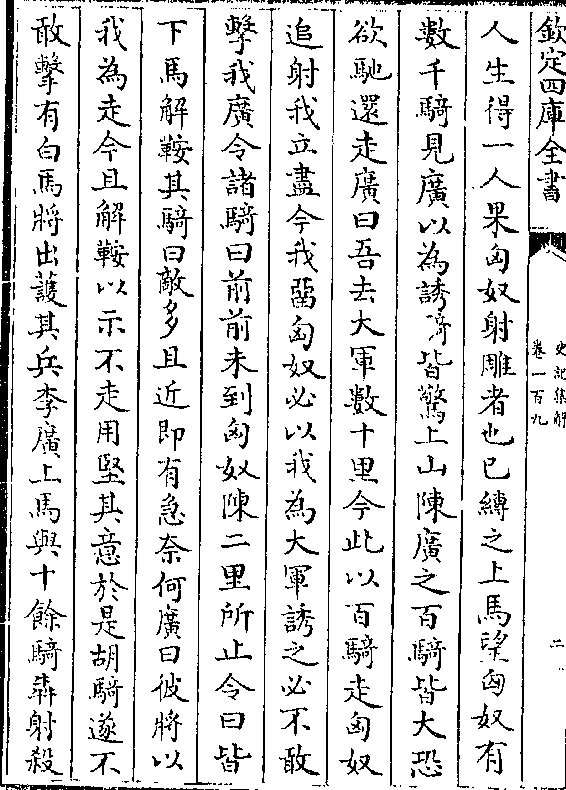 欽定四庫全書
史記集解
卷一百九
二
人生得一人果匈奴射雕者也已縛之上馬望匈奴有
數千騎見廣以為誘騎皆驚上山陳廣之百騎皆大恐
欲馳還走廣曰吾去大軍數十里今此以百騎走匈奴
追射我立盡今我留匈奴必以我為大軍誘之必不敢
擊我廣令諸騎曰前前未到匈奴陳二里所止令曰皆
下馬解鞍其騎曰敵多且近即有急奈何廣曰彼將以
我為走今且解鞍以示不走用堅其意於是胡騎遂不
敢擊有白馬將出護其兵李廣上馬與十餘騎犇射殺